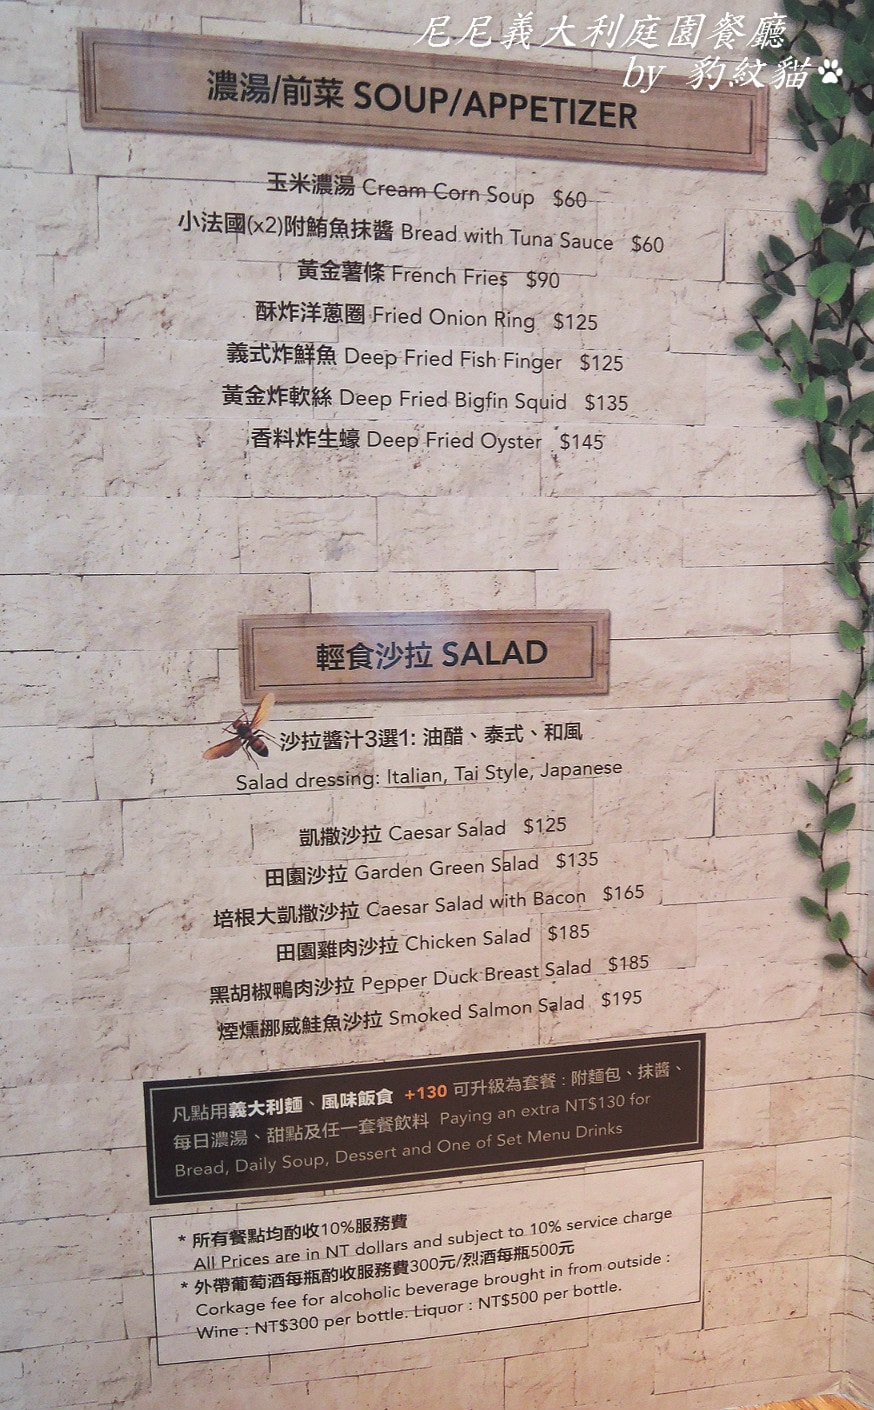 尼尼義大利庭園餐廳
by 豹紋貓
濃湯/前菜 SOUP/APPETIZER
玉米濃湯 Cream Corn Soup $60
小法國(x2)附鮪魚抹醬 Bread with Tuna Sauce $60
黃金薯條 French Fries $90
酥炸洋蔥圈 Fried Onion Ring $125
義式炸鮮魚 Deep Fried Fish Finger $125
黃金炸軟絲 Deep Fried Bigfin Squid $135
香料炸生蠔 Deep Fried Oyster $145
輕食沙拉 SALAD
沙拉醬汁3選1: 油醋、泰式、和風
Salad dressing: Italian, Tai Style, Japanese
凱撒沙拉 Caesar Salad $125
田園沙拉 Garden Green Salad $135
培根大凱撒沙拉 Caesar Salad with Bacon $165
田園雞肉沙拉 Chicken Salad $185
黑胡椒鴨肉沙拉 Pepper Duck Breast Salad $185
煙燻挪威鮭魚沙拉 Smoked Salmon Salad $195
凡點用義大利麵、風味飯食 +130 可升級為套餐 : 附麵包、抹醬、
每日濃湯、甜點及任一套餐飲料 Paying an extra NT$130 for
Bread, Daily Soup, Dessert and One of Set Menu Drinks
* 所有餐點均酌收10%服務費
All Prices are in NT dollars and subject to 10% service charge
* 外帶葡萄酒每瓶酌收服務費300元/烈酒每瓶500元
Corkage fee for alcoholic beverage brought in from outside :
Wine : NT$300 per bottle. Liquor : NT$500 per bottle.